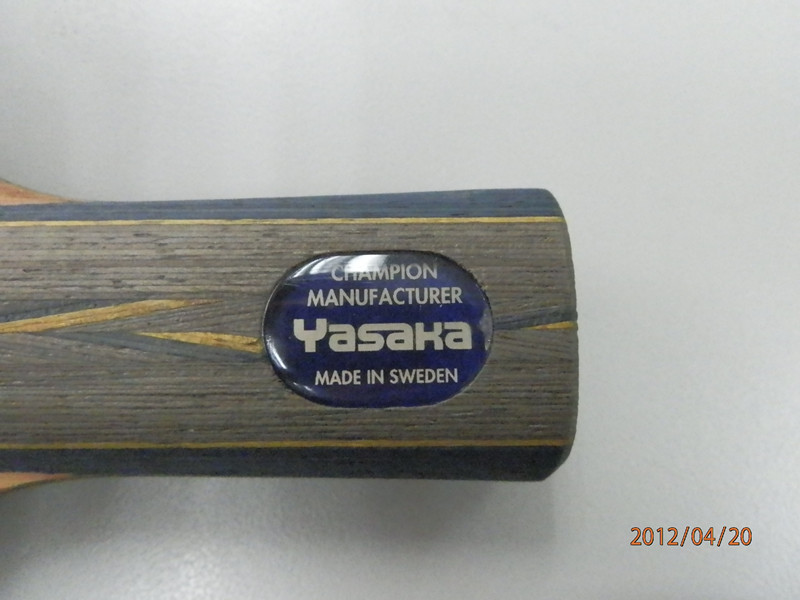 CHAMPION
MANUFACTURER
Yasaka
MADE IN SWEDEN
2012/04/20